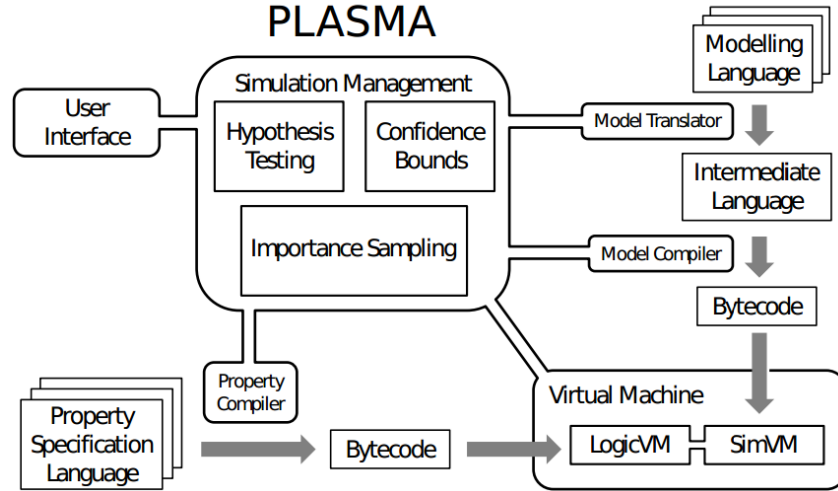 PLASMA
Modelling
Language
Simulation Management
User
Interface
Hypothesis
Testing
Confidence
Bounds
Model Translator
Intermediate
Language
Importance Sampling
Model Compiler
Bytecode
Property
Compiler
Virtual Machine
Property
Specification
Language
Bytecode
LogicVM
SimVM